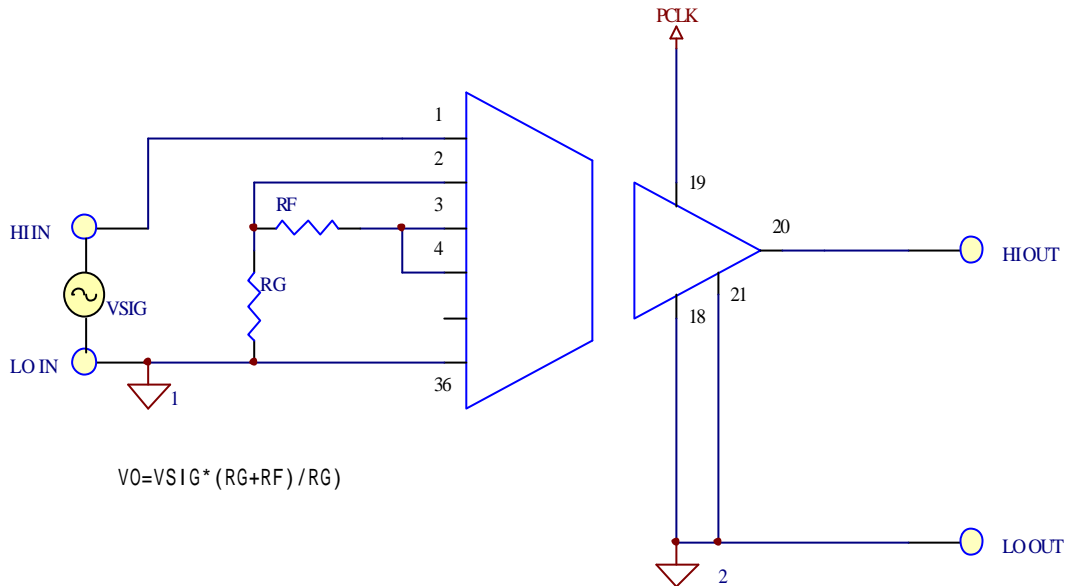 PCLK
1
2
3
4
RF
RG
HI IN
VSIG
LO IN
1
36
19
20
21
18
HI OUT
LO OUT
2
VO=VSIG*(RG+RF)/RG)